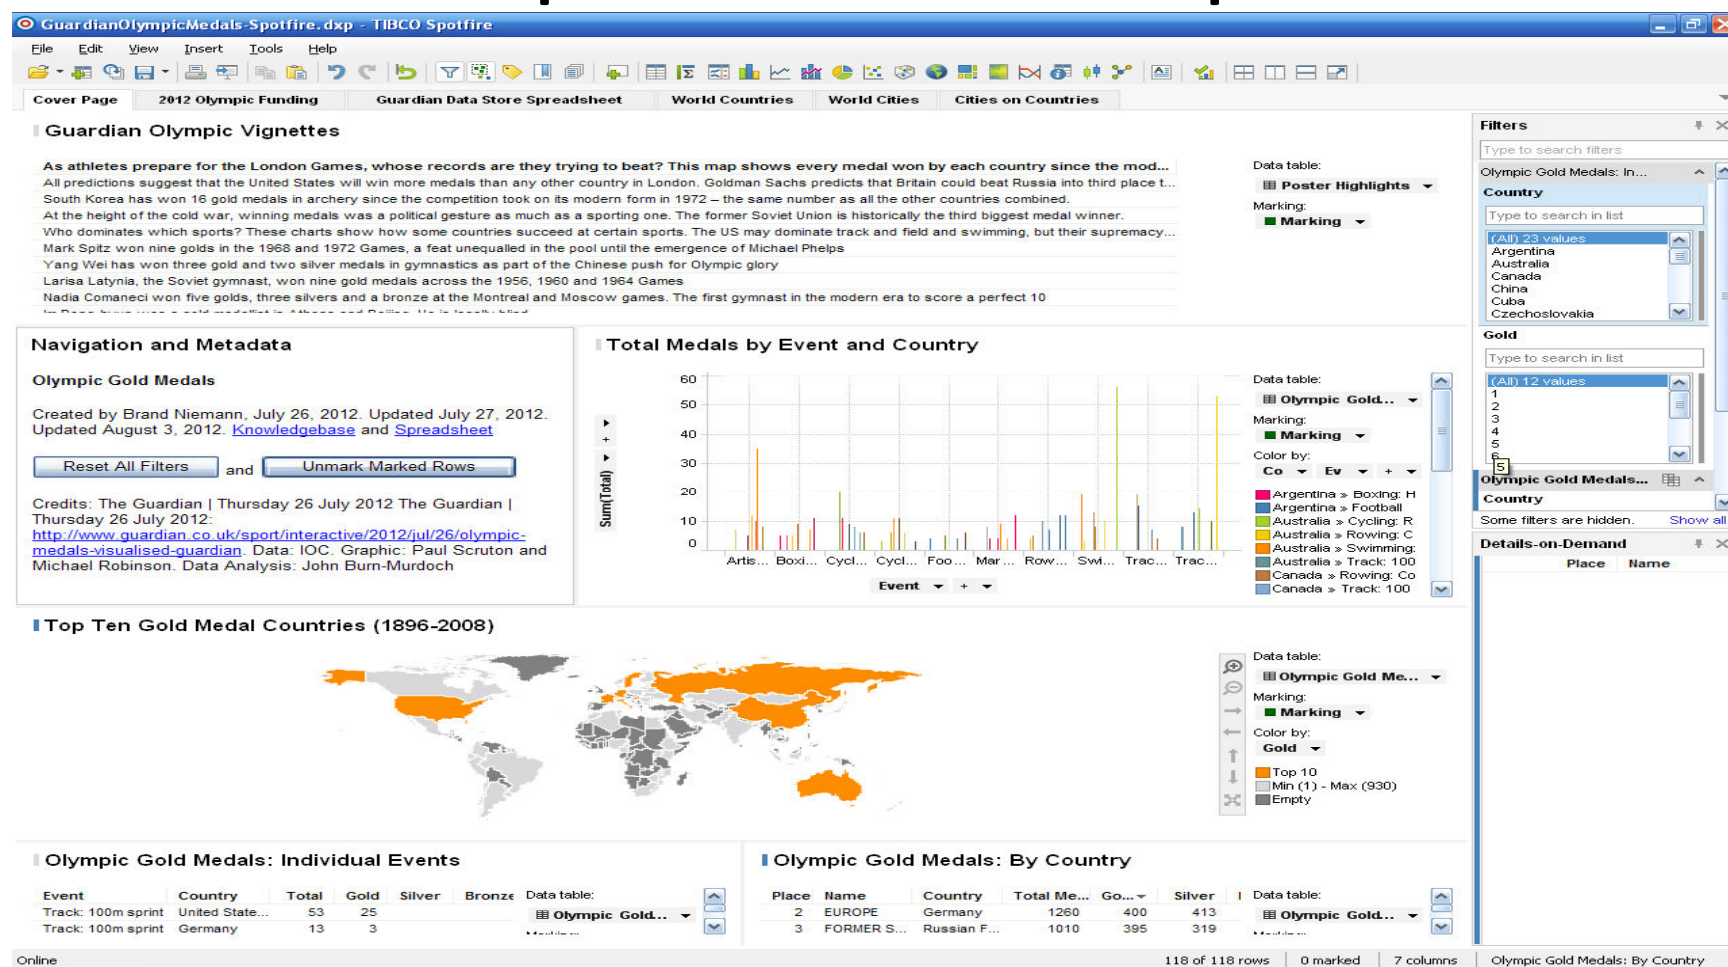 GuardianOlympicMedals-Spotfire.dxp - TIBCO Spotfire
File Edit View Insert Tools Help
Cover Page 2012 Olympic Funding Guardian Data Store Spreadsheet World Countries World Cities Cities on Countries
Guardian Olympic Vignettes
As athletes prepare for the London Games, whose records are they trying to beat? This map shows every medal won by each country since the mod...
All predictions suggest that the United States will win more medals than any other country in London. Goldman Sachs predicts that Britain could beat Russia into third place t...
South Korea has won 16 gold medals in archery since the competition took on its modern form in 1972 – the same number as all the other countries combined.
At the height of the cold war, winning medals was a political gesture as much as a sporting one. The former Soviet Union is historically the third biggest medal winner.
Who dominates which sports? These charts show how some countries succeed at certain sports. The US may dominate track and field and swimming, but their supremacy...
Mark Spitz won nine golds in the 1968 and 1972 Games, a feat unequalled in the pool until the emergence of Michael Phelps
Yang Wei has won three gold and two silver medals in gymnastics as part of the Chinese push for Olympic glory
Larisa Latynia, the Soviet gymnast, won nine gold medals across the 1956, 1960 and 1964 Games
Nadia Comaneci won five golds, three silvers and a bronze at the Montreal and Moscow games. The first gymnast in the modern era to score a perfect 10
Data table:
Poster Highlights
Marking:
Marking
Navigation and Metadata
Olympic Gold Medals
Created by Brand Niemann, July 26, 2012. Updated July 27, 2012.
Updated August 3, 2012. Knowledgebase and Spreadsheet
Reset All Filters and Unmark Marked Rows
Credits: The Guardian | Thursday 26 July 2012 The Guardian |
Thursday 26 July 2012:
http://www.guardian.co.uk/sport/interactive/2012/jul/26/olympic-
medals-visualised-guardian. Data: IOC. Graphic: Paul Scruton and
Michael Robinson. Data Analysis: John Burn-Murdoch
Total Medals by Event and Country
Sum(Total)
60
50
40
30
20
10
0
Artis... Boxi... Cycl... Cycl... Foo... Mar... Row... Swi... Trac... Trac...
Event +
Data table:
Olympic Gold...
Marking:
Marking
Color by:
Co Ev +
Argentina » Boxing: H
Argentina » Football
Australia » Cycling: R
Australia » Rowing: C
Australia » Swimming:
Australia » Track: 100
Canada » Rowing: Co
Canada » Track: 100
Top Ten Gold Medal Countries (1896-2008)
Data table:
Olympic Gold Me...
Marking:
Marking
Color by:
Gold
Top 10
Min (1) - Max (930)
Empty
Olympic Gold Medals: Individual Events
Event Country Total Gold Silver Bronze
Track: 100m sprint United State... 53 25
Track: 100m sprint Germany 13 3
Data table:
Olympic Gold...
Olympic Gold Medals: By Country
Place Name Country Total Me... Go... Silver
2 EUROPE Germany 1260 400 413
3 FORMER S... Russian F... 1010 395 319
Data table:
Olympic Gold...
Filters
Type to search filters
Olympic Gold Medals: In...
Country
Type to search in list
(All) 23 values
Argentina
Australia
Canada
China
Cuba
Czechoslovakia
Gold
Type to search in list
(All) 12 values
1
2
3
4
5
5
Olympic Gold Medals...
Country
Some filters are hidden. Show all
Details-on-Demand
Place Name
Online 118 of 118 rows 0 marked 7 columns Olympic Gold Medals: By Country